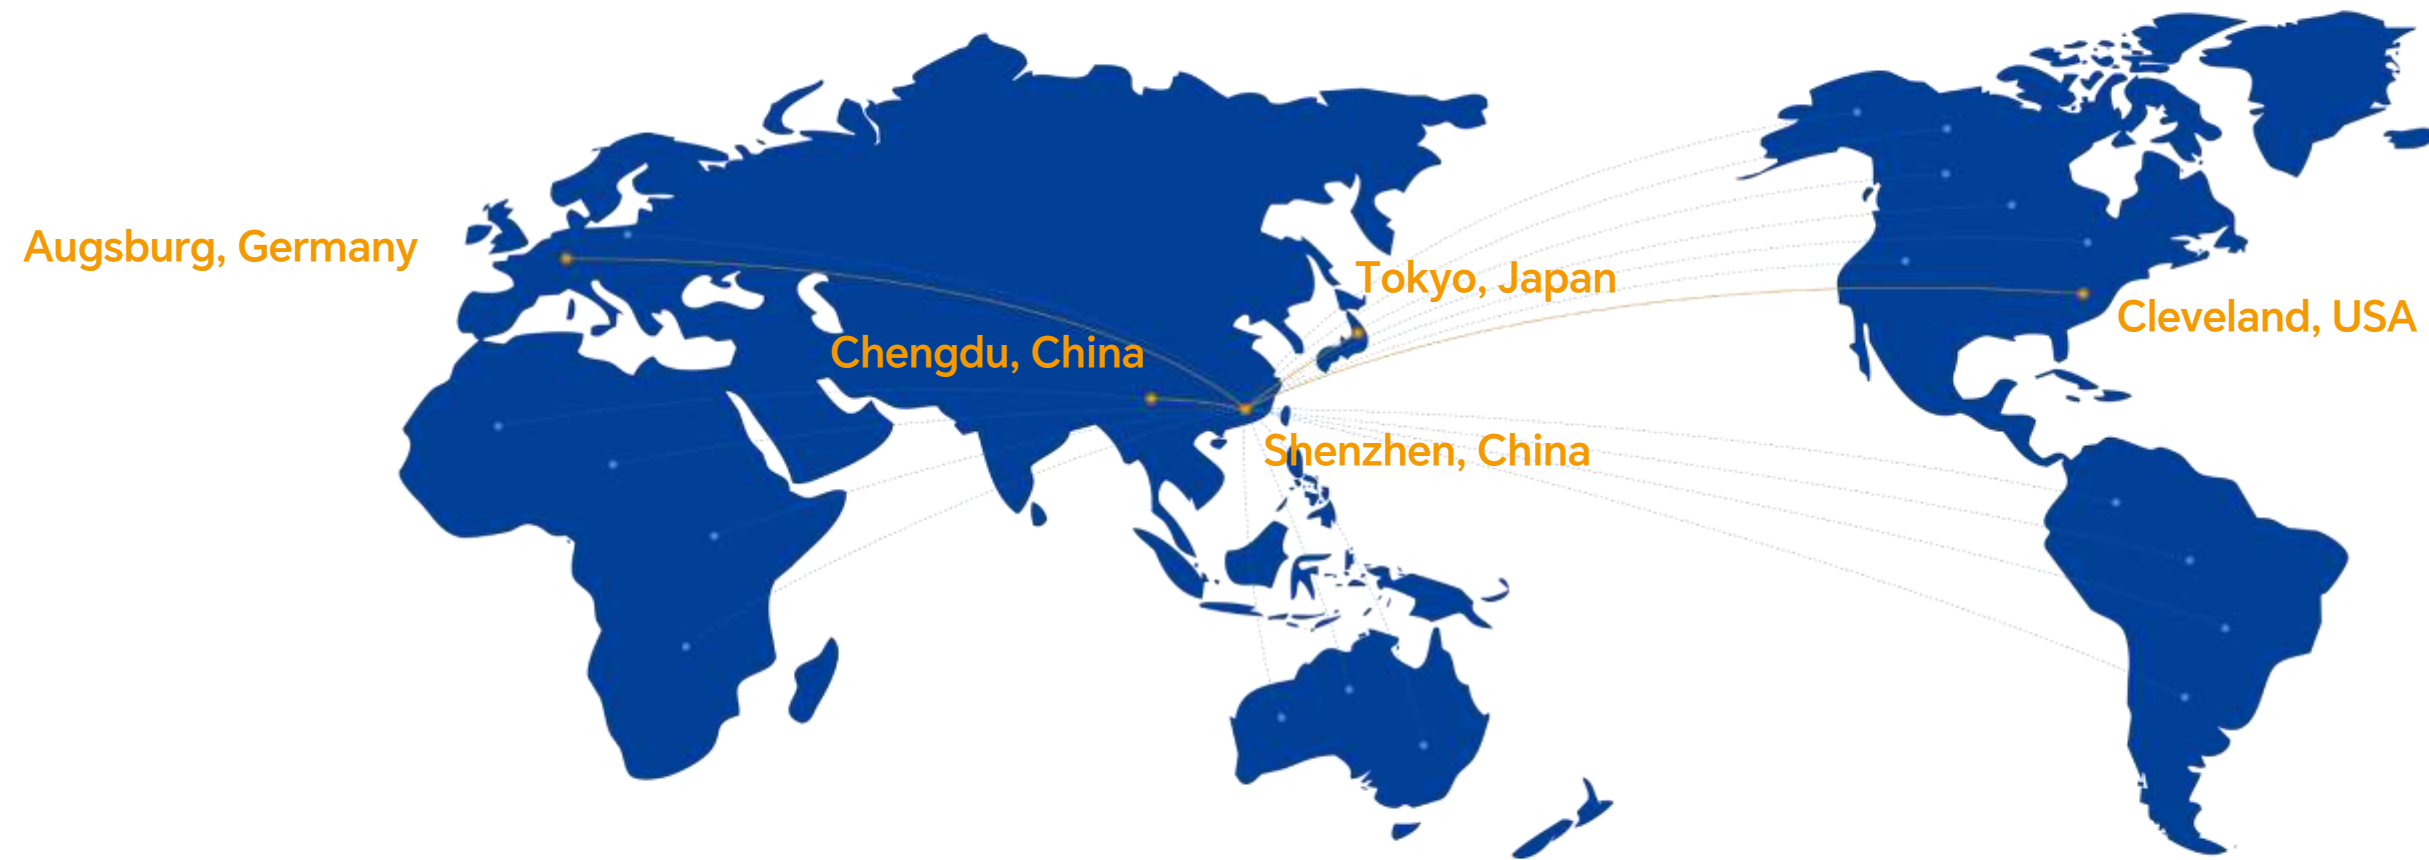 Augsburg, Germany
Tokyo, Japan
Cleveland, USA
Chengdu, China
Shenzhen, China